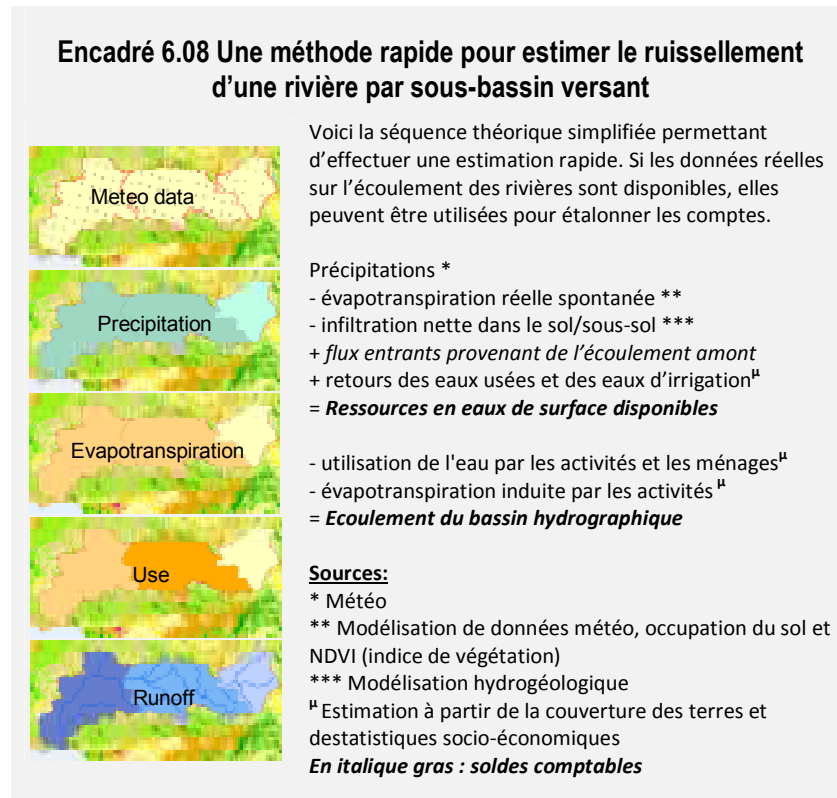 Encadré 6.08 Une méthode rapide pour estimer le ruissellement
d’une rivière par sous-bassin versant
Meteo data
Precipitation
Evapotranspiration
Use
Runoff
Voici la séquence théorique simplifiée permettant
d’effectuer une estimation rapide. Si les données réelles
sur l’écoulement des rivières sont disponibles, elles
peuvent être utilisées pour étalonner les comptes.
Précipitations *
- évapotranspiration réelle spontanée **
- infiltration nette dans le sol/sous-sol ***
+ flux entrants provenant de l’écoulement amont
+ retours des eaux usées et des eaux d’irrigationᵘ
= Ressources en eaux de surface disponibles
- utilisation de l'eau par les activités et les ménagesᵘ
- évapotranspiration induite par les activités ᵘ
= Ecoulement du bassin hydrographique
Sources:
* Météo
** Modélisation de données météo, occupation du sol et
NDVI (indice de végétation)
*** Modélisation hydrogéologique
µ Estimation à partir de la couverture des terres et
destatistiques socio-économiques
En italique gras : soldes comptables